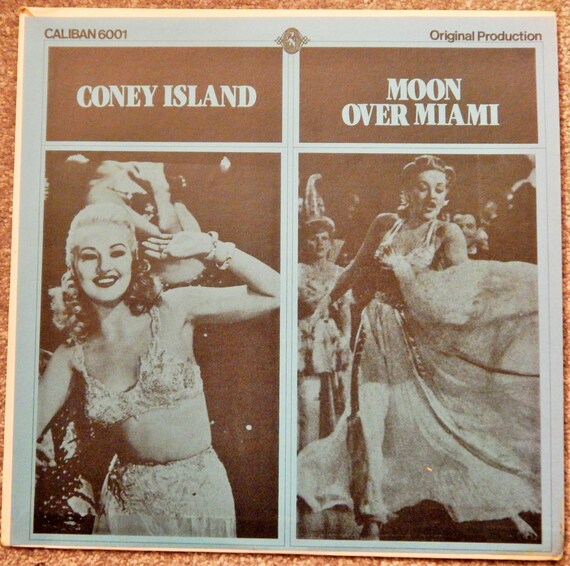 CALIBAN 6001
Original Production
CONEY ISLAND
MOON
OVER MIAMI